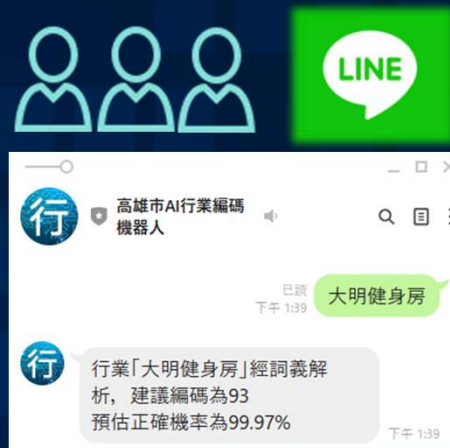 LINE
行
高雄市AI行業編碼
機器人
已讀
下午 1:39
大明健身房
行
行業「大明健身房」經詞義解
析，建議編碼為93
預估正確機率為99.97%
下午 1:39